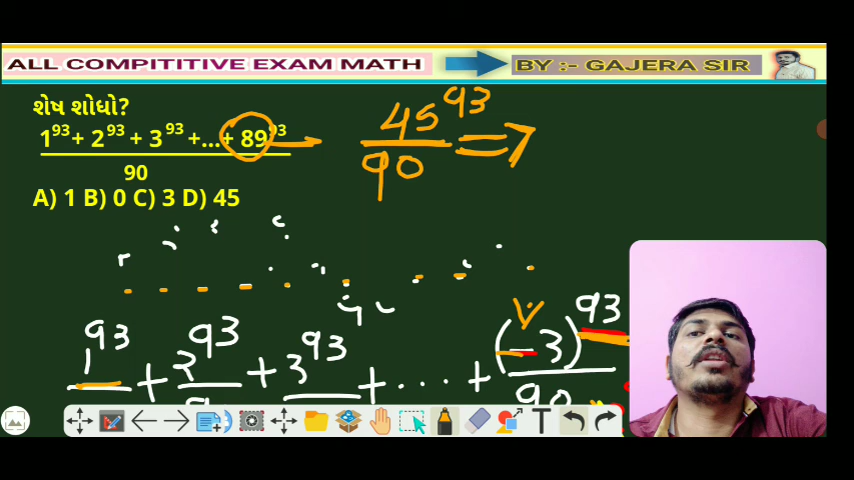 ALL COMPITITIVE EXAM MATH BY :- GAJERA SIR
શેષ શોધો?
1⁹³+ 2⁹³ + 3⁹³ +...+ 89⁹³
90
A) 1 B) 0 C) 3 D) 45
45⁹³
90 =>
1⁹³ + 2⁹³ + 3⁹³ + .... + (-3)⁹³
90
T